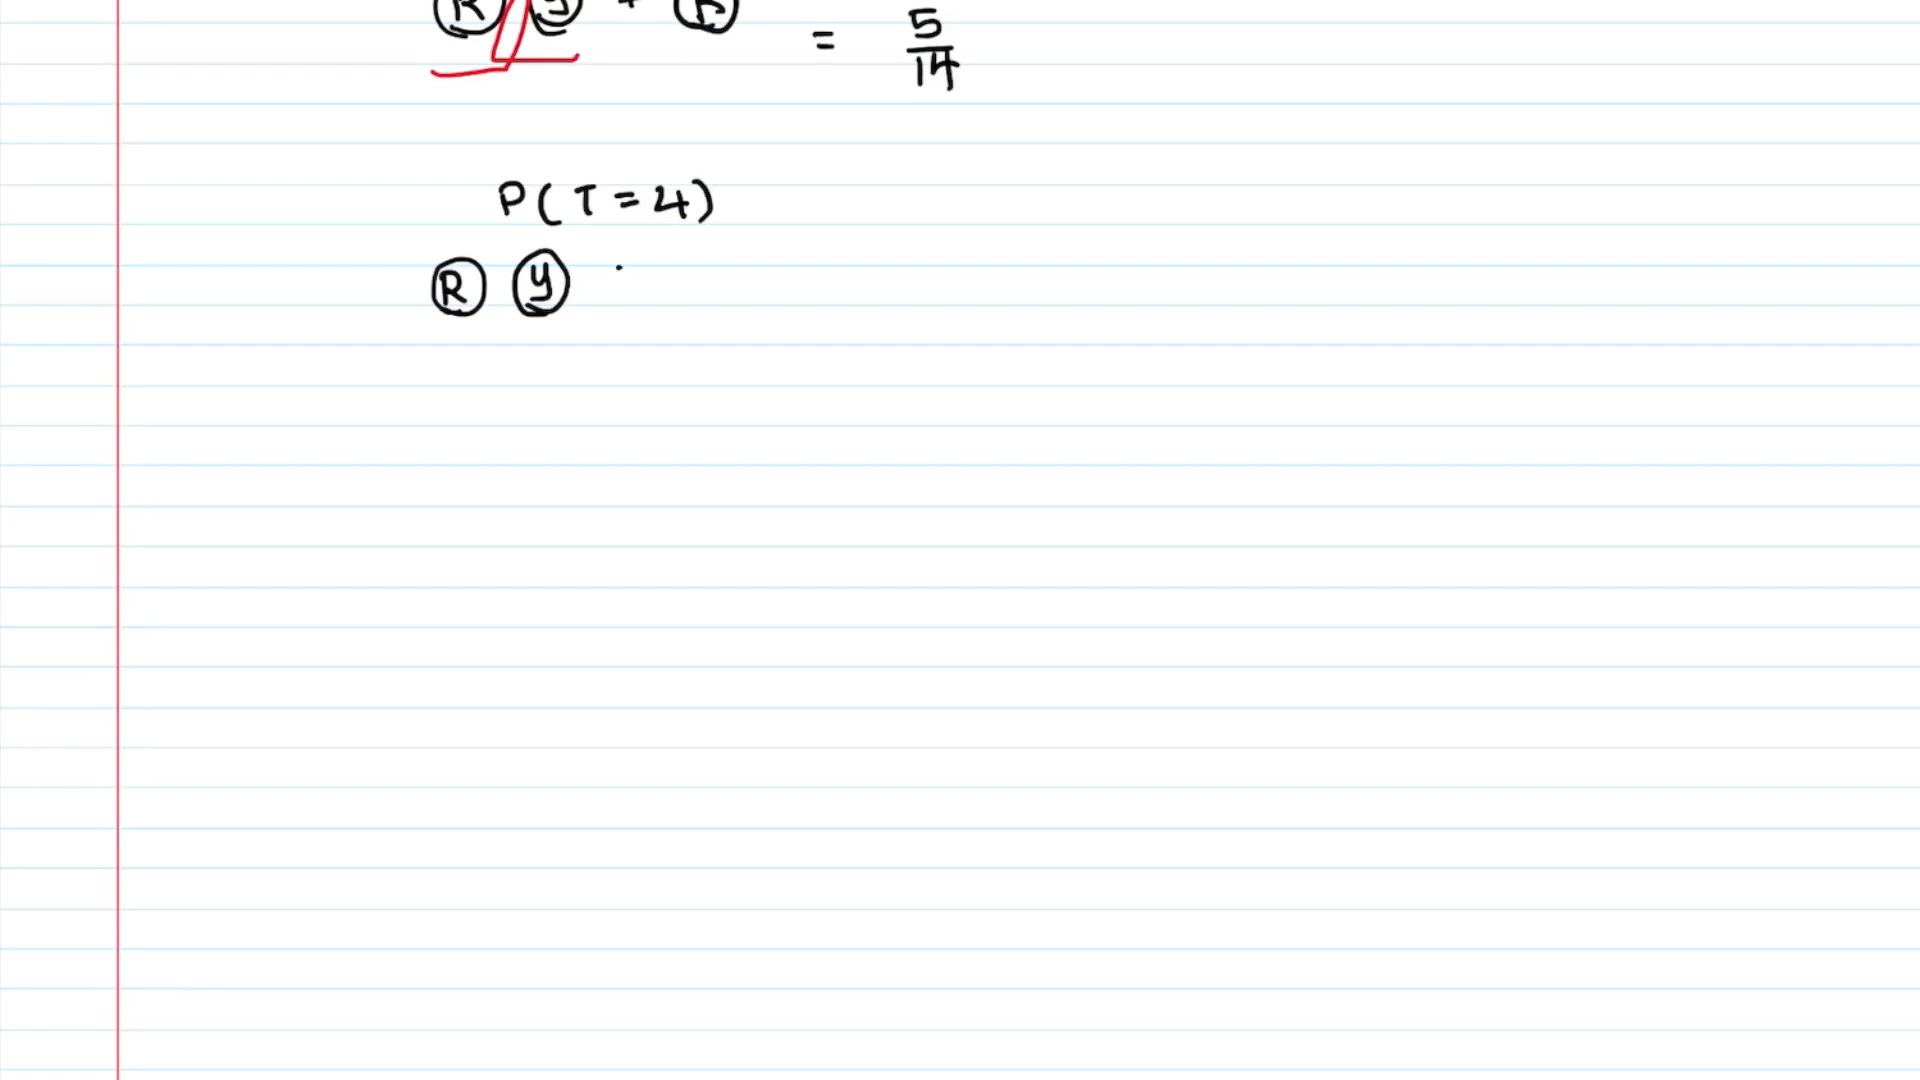 R y + R = 5/14
P(T=4)
R y